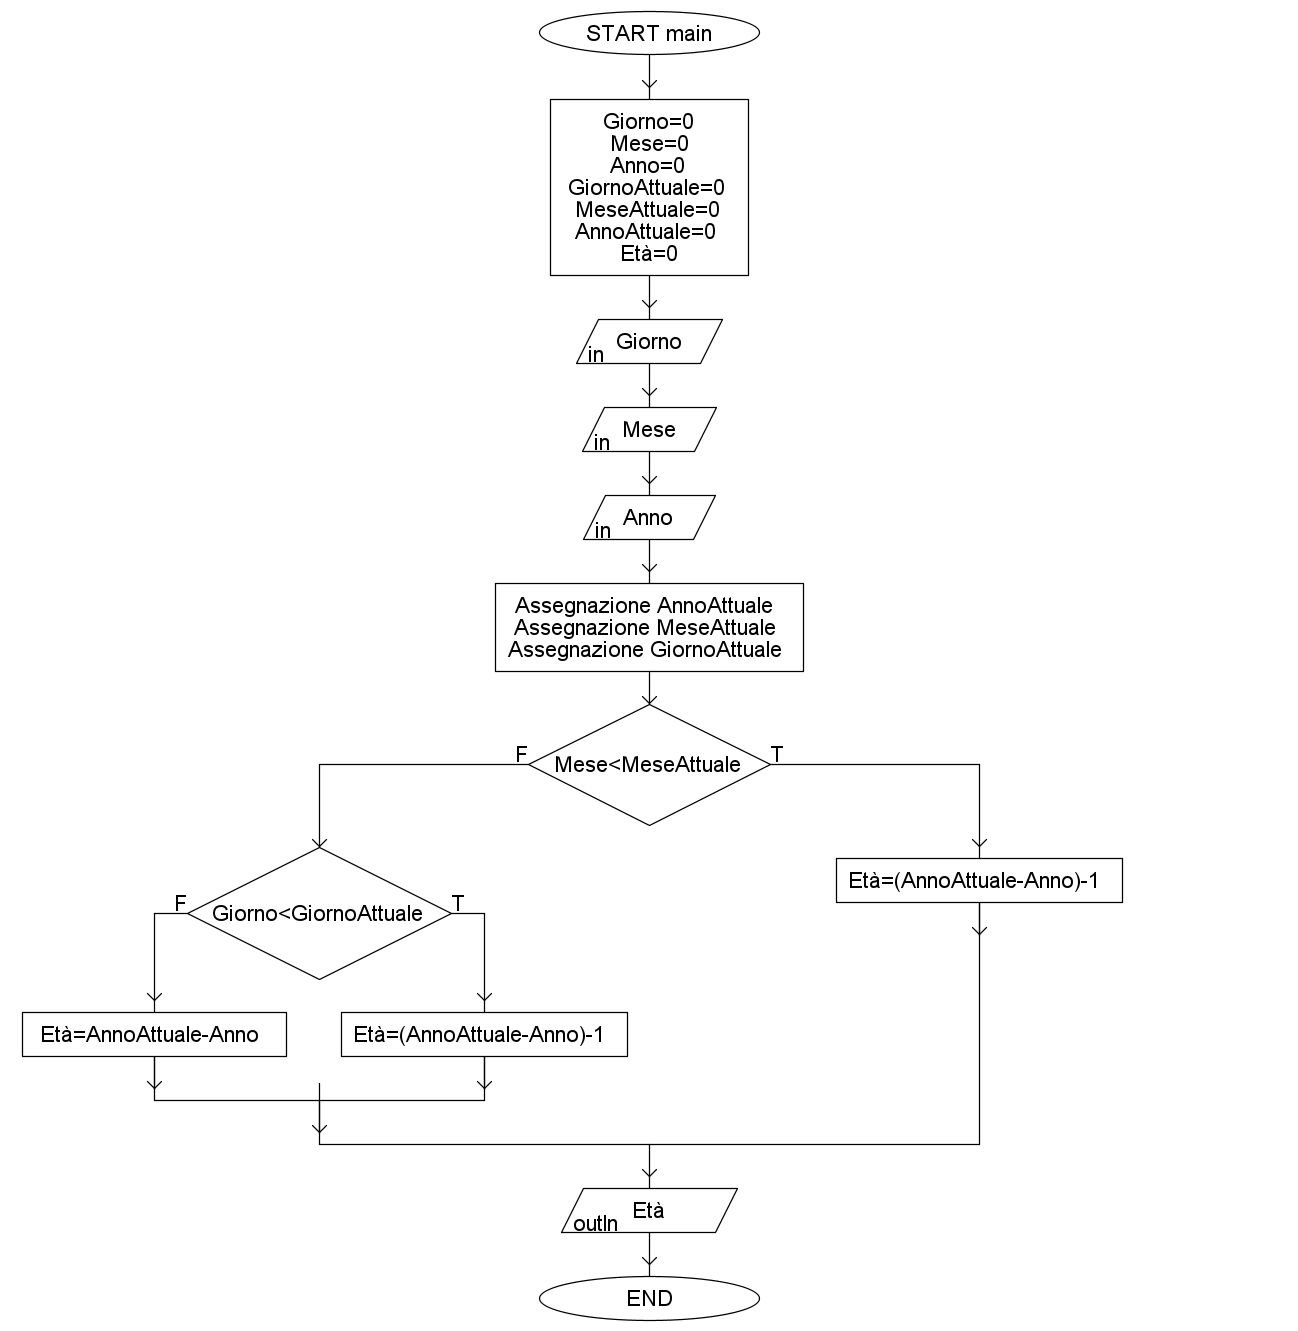 START main
Giorno=0
Mese=0
Anno=0
GiornoAttuale=0
MeseAttuale=0
AnnoAttuale=0
Età=0
Giorno
in
Mese
in
Anno
in
Assegnazione AnnoAttuale
Assegnazione MeseAttuale
Assegnazione GiornoAttuale
F
T
Mese<MeseAttuale
Età=(AnnoAttuale-Anno)-1
F
T
Giorno<GiornoAttuale
Età=AnnoAttuale-Anno
Età=(AnnoAttuale-Anno)-1
Età
outln
END